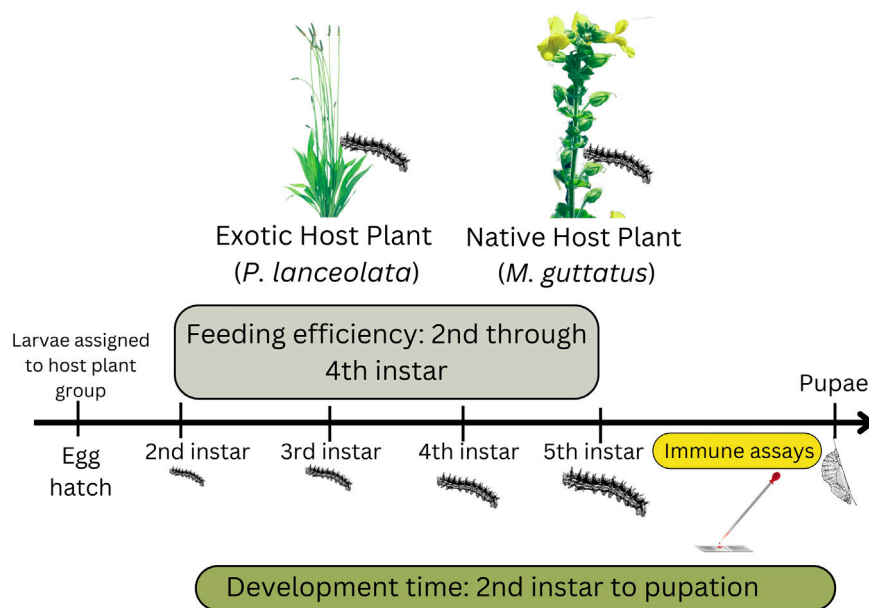 Exotic Host Plant
(P. lanceolata)
Native Host Plant
(M. guttatus)
Larvae assigned
to host plant
group
Feeding efficiency: 2nd through
4th instar
Pupae
Egg
hatch
2nd instar
3rd instar
4th instar
5th instar
Immune assays
Development time: 2nd instar to pupation